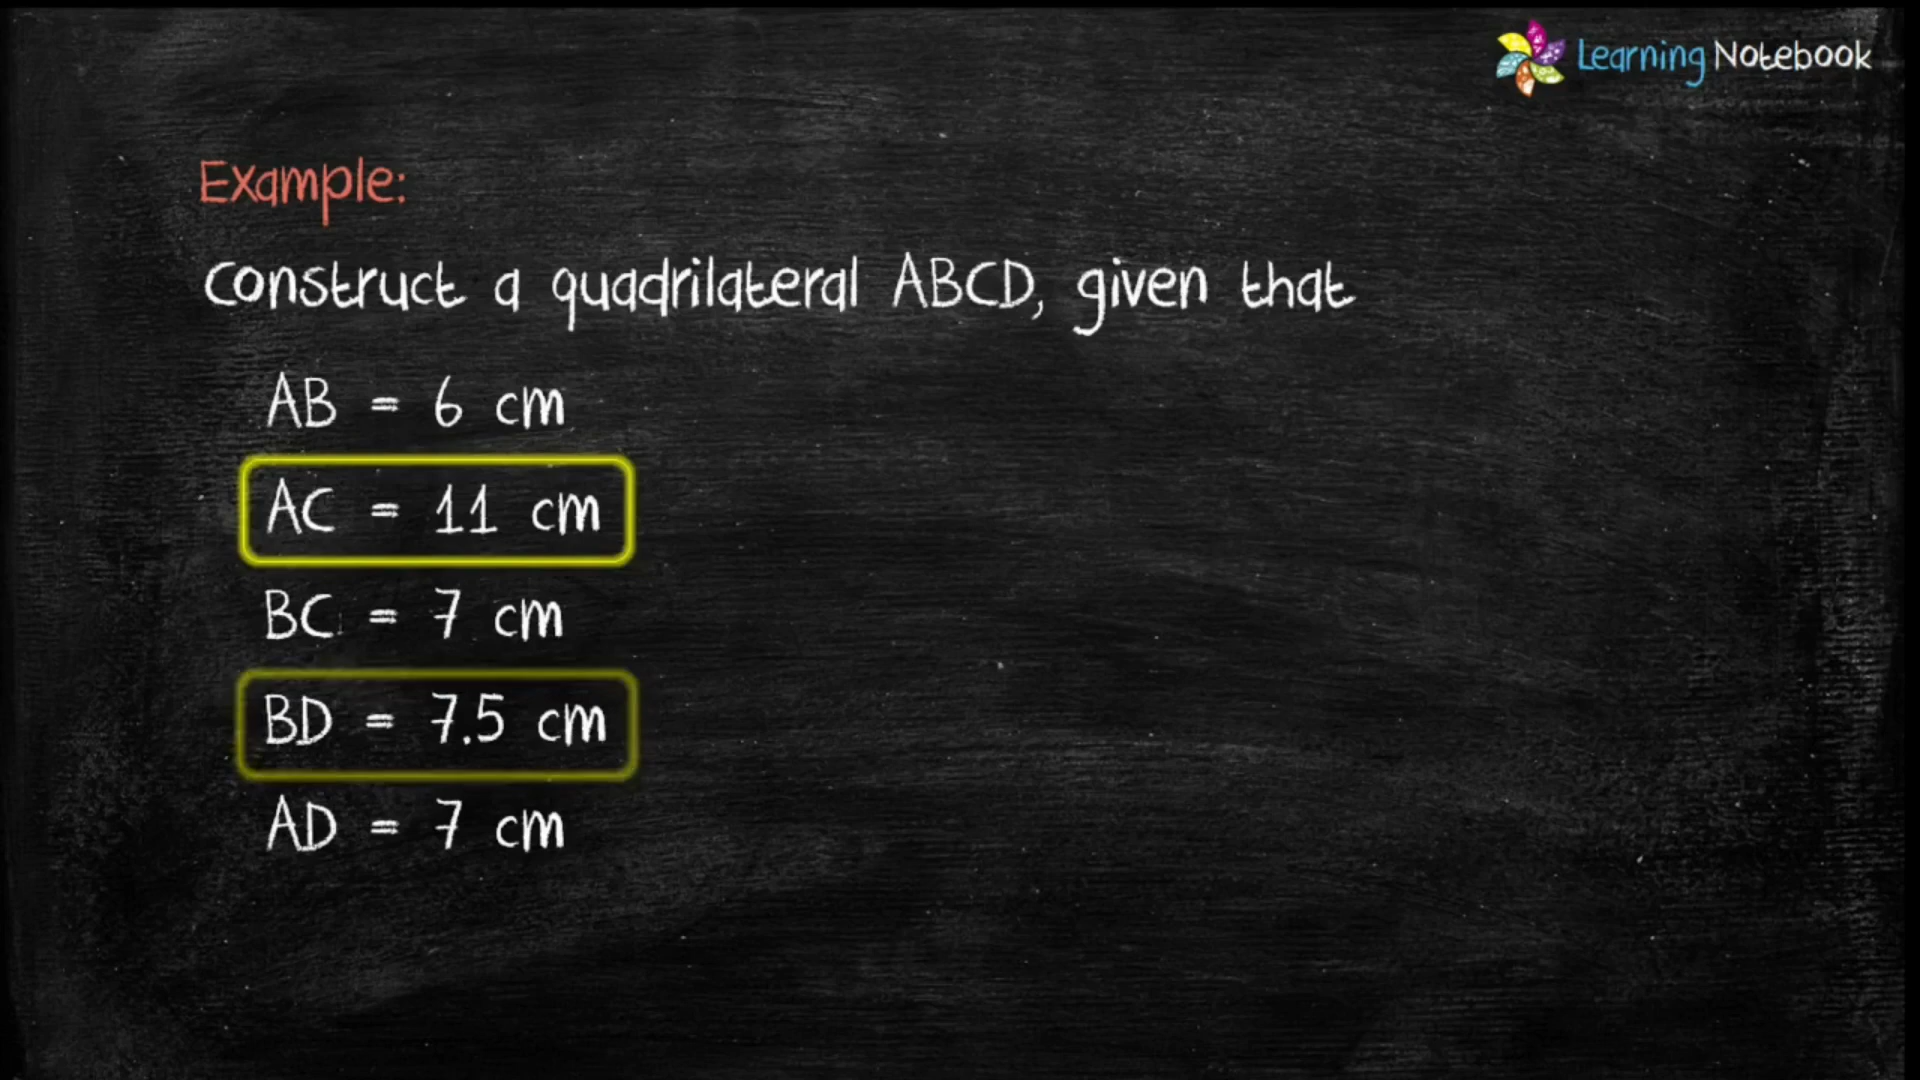 Learning Notebook
Example:
Construct a quadrilateral ABCD, given that
AB = 6 cm
AC = 11 cm
BC = 7 cm
BD = 7.5 cm
AD = 7 cm